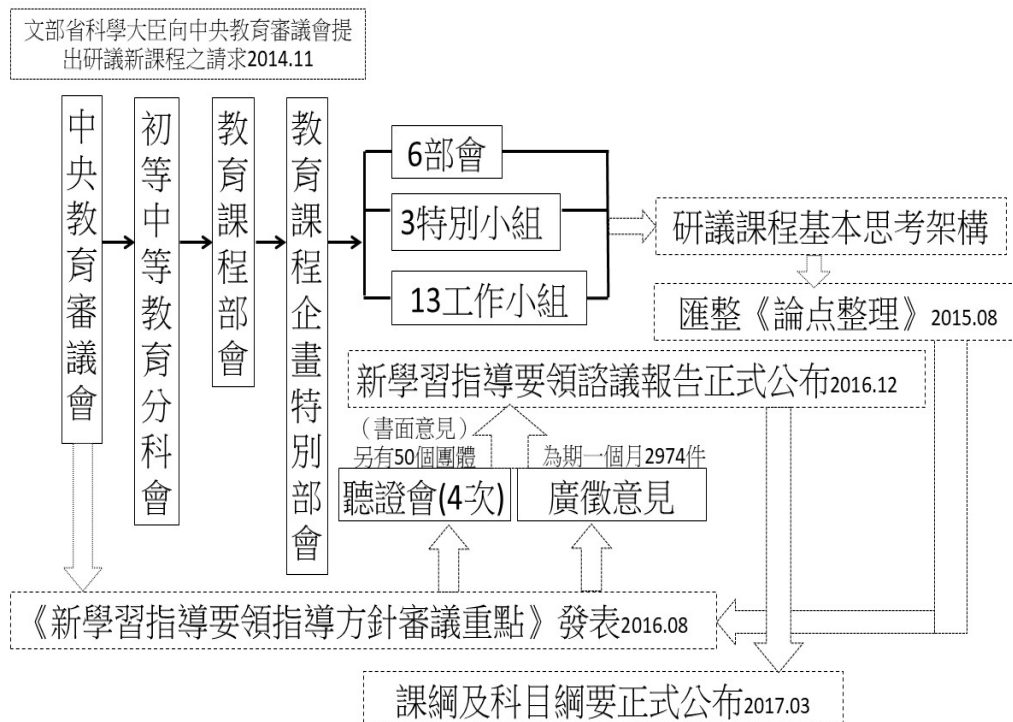 文部省科學大臣向中央教育審議會提
出研議新課程之請求2014.11
中央教育審議會
初等中等教育分科會
教育課程部會
教育課程企畫特別部會
6部會
3特別小組
13工作小組
研議課程基本思考架構
匯整《論点整理》2015.08
新學習指導要領諮議報告正式公布2016.12
（書面意見）
另有50個團體
為期一個月2974件
聽證會(4次)
廣徵意見
《新學習指導要領指導方針審議重點》發表2016.08
課綱及科目綱要正式公布2017.03